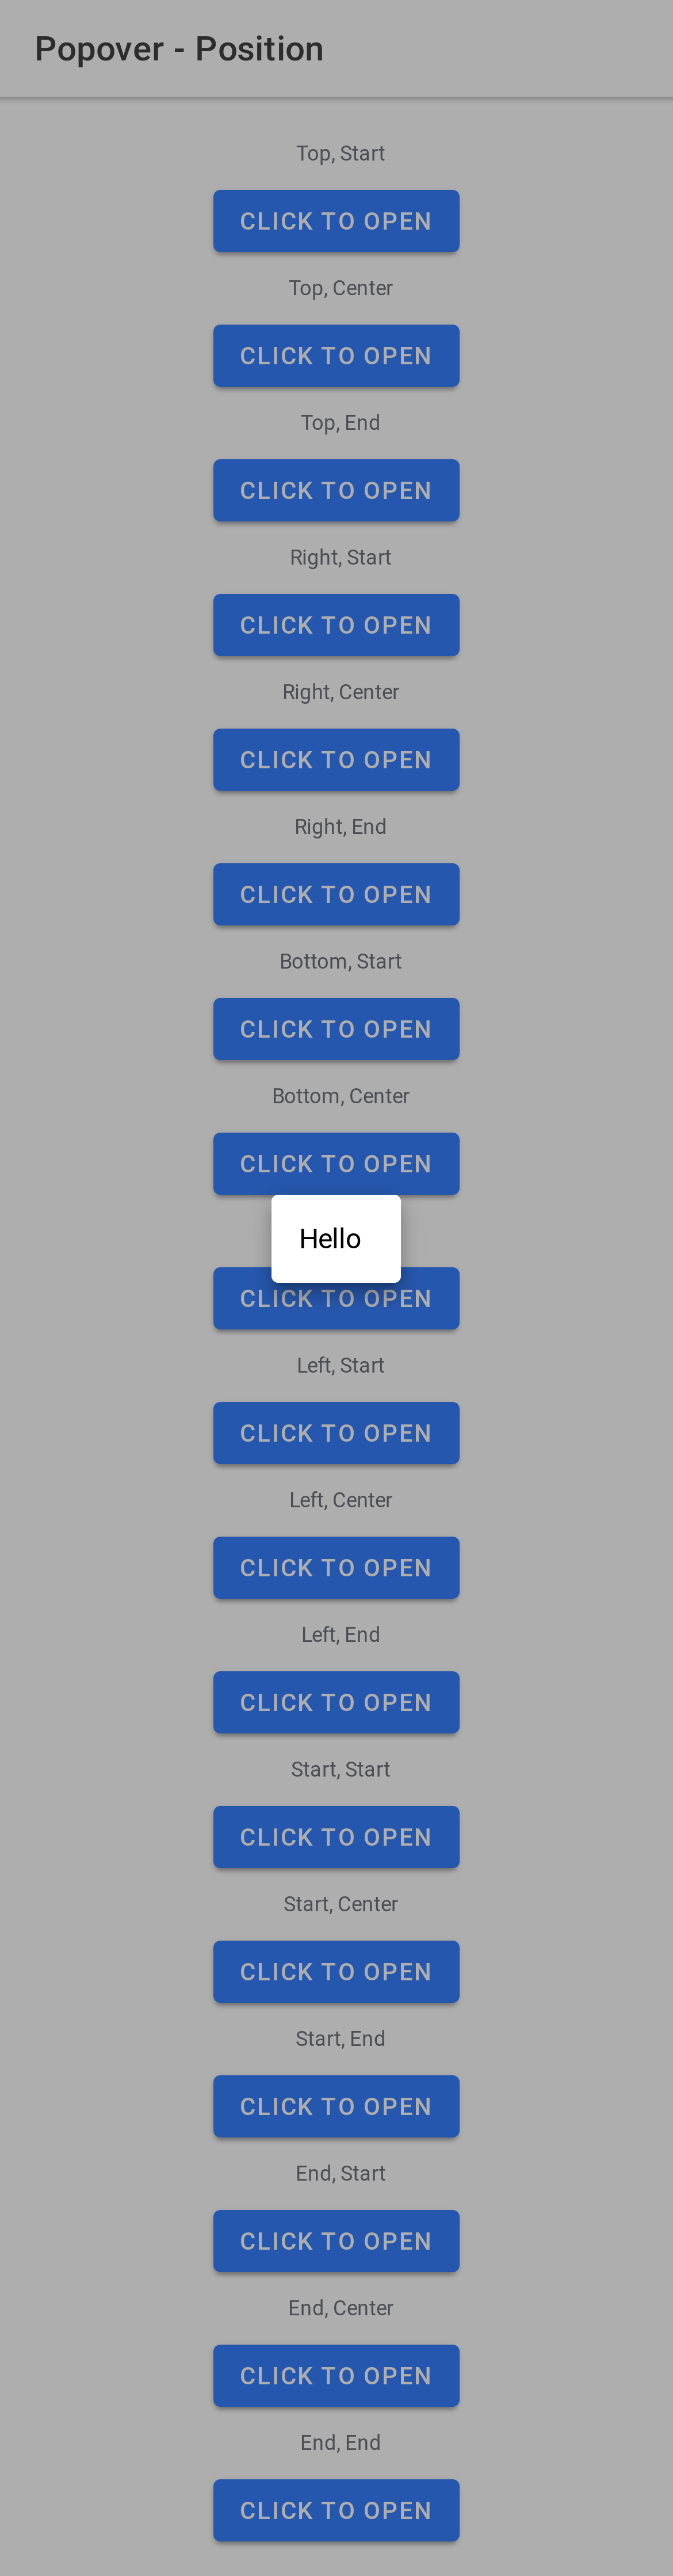 Popover - Position
Top, Start
CLICK TO OPEN
Top, Center
CLICK TO OPEN
Top, End
CLICK TO OPEN
Right, Start
CLICK TO OPEN
Right, Center
CLICK TO OPEN
Right, End
CLICK TO OPEN
Bottom, Start
CLICK TO OPEN
Bottom, Center
CLICK TO OPEN
Hello
CLICK TO OPEN
Left, Start
CLICK TO OPEN
Left, Center
CLICK TO OPEN
Left, End
CLICK TO OPEN
Start, Start
CLICK TO OPEN
Start, Center
CLICK TO OPEN
Start, End
CLICK TO OPEN
End, Start
CLICK TO OPEN
End, Center
CLICK TO OPEN
End, End
CLICK TO OPEN